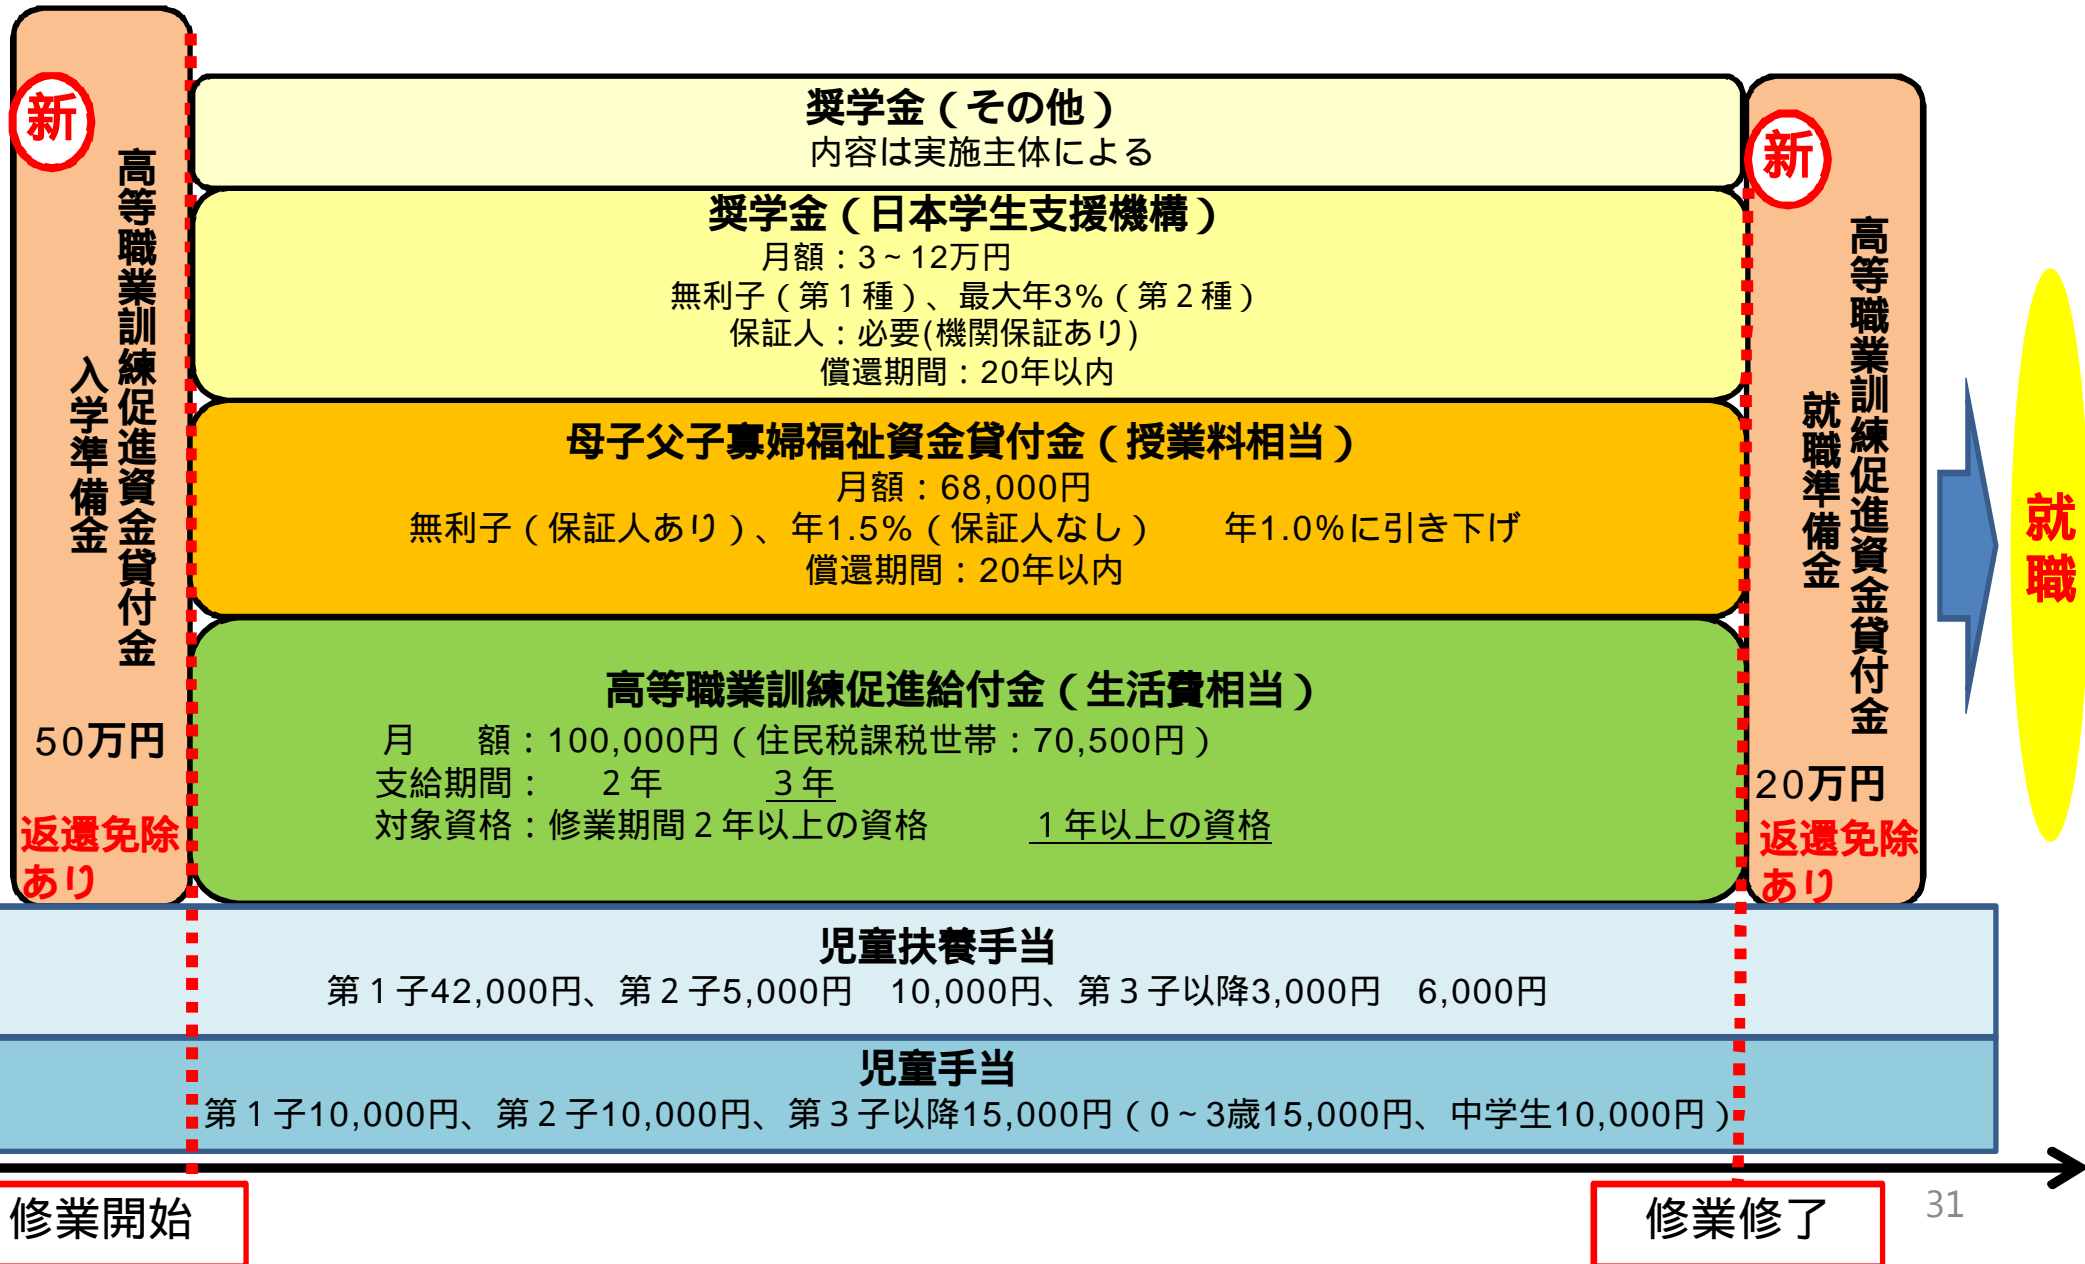 新
高等職業訓練促進資金貸付金
入学準備金
50万円
返還免除
あり
奨学金（その他）
内容は実施主体による
奨学金（日本学生支援機構）
月額：3～12万円
無利子（第１種）、最大年3%（第２種）
保証人：必要(機関保証あり)
償還期間：20年以内
母子父子寡婦福祉資金貸付金（授業料相当）
月額：68,000円
無利子（保証人あり）、年1.5%（保証人なし）　　年1.0%に引き下げ
償還期間：20年以内
高等職業訓練促進給付金（生活費相当）
月　　額：100,000円（住民税課税世帯：70,500円）
支給期間：　２年　　　３年
対象資格：修業期間２年以上の資格　　　１年以上の資格
新
高等職業訓練促進資金貸付金
就職準備金
20万円
返還免除
あり
就職
児童扶養手当
第１子42,000円、第２子5,000円　10,000円、第３子以降3,000円　6,000円
児童手当
第１子10,000円、第２子10,000円、第３子以降15,000円（0～3歳15,000円、中学生10,000円）
修業開始
修業修了
31